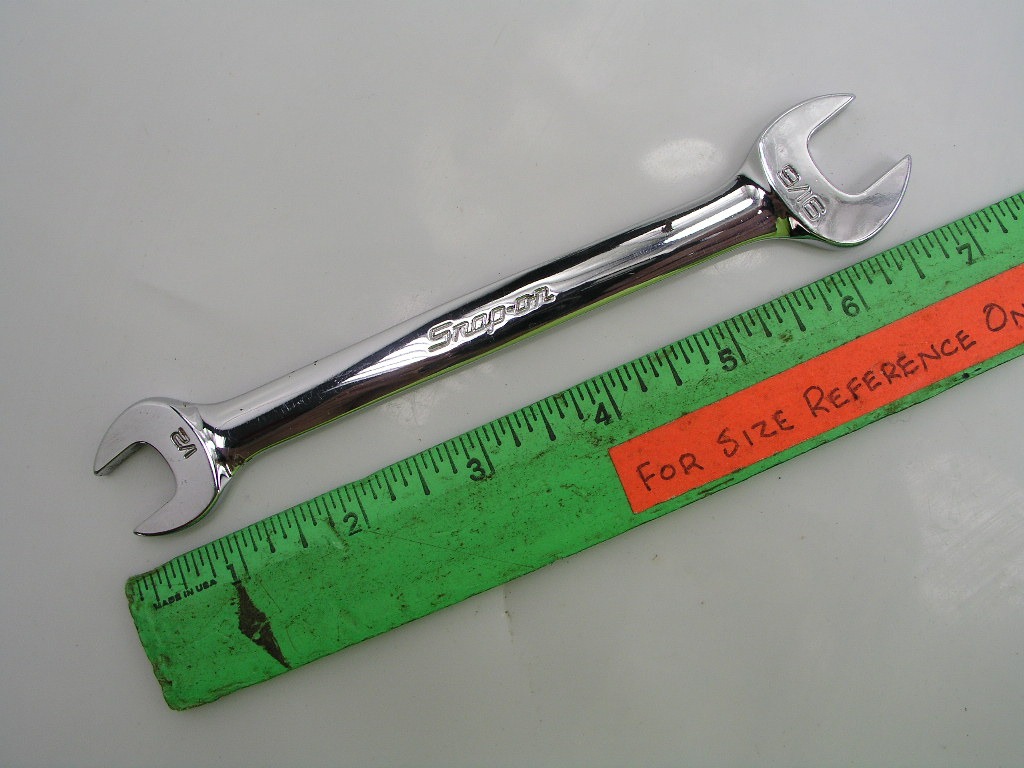 9/16
Snap-on
1/2
1 2 3 4 5 6 7
MADE IN USA
FOR SIZE REFERENCE ON